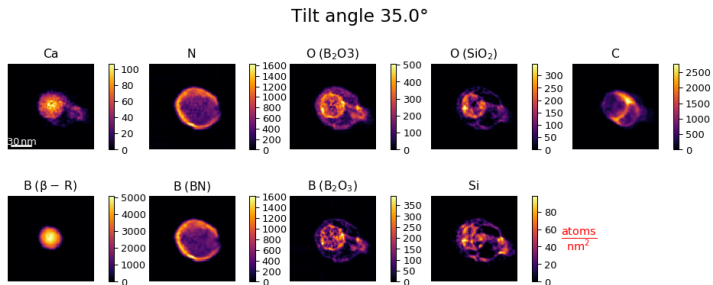 Tilt angle 35.0°
Ca N O (B₂O3) O (SiO₂) C
100 80 60 40 20 0
1600 1400 1200 1000 800 600 400 200 0
500 400 300 200 100 0
300 250 200 150 100 50 0
2500 2000 1500 1000 500 0
30 nm
B (β − R) B (BN) B (B₂O₃) Si
5000 4000 3000 2000 1000 0
1600 1400 1200 1000 800 600 400 200 0
350 300 250 200 150 100 50 0
80 60 40 20 0
atoms
nm²